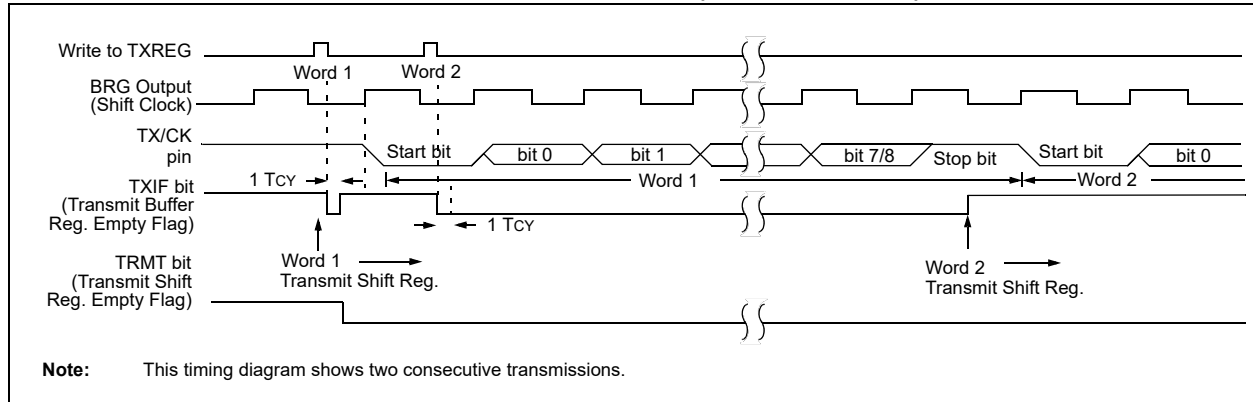 Write to TXREG
Word 1
Word 2
BRG Output
(Shift Clock)
TX/CK
pin
Start bit
bit 0
bit 1
bit 7/8
Stop bit
Start bit
bit 0
1 TCY
Word 1
Word 2
TXIF bit
(Transmit Buffer
Reg. Empty Flag)
1 TCY
Word 1
Transmit Shift Reg.
Word 2
Transmit Shift Reg.
TRMT bit
(Transmit Shift
Reg. Empty Flag)
Note: This timing diagram shows two consecutive transmissions.